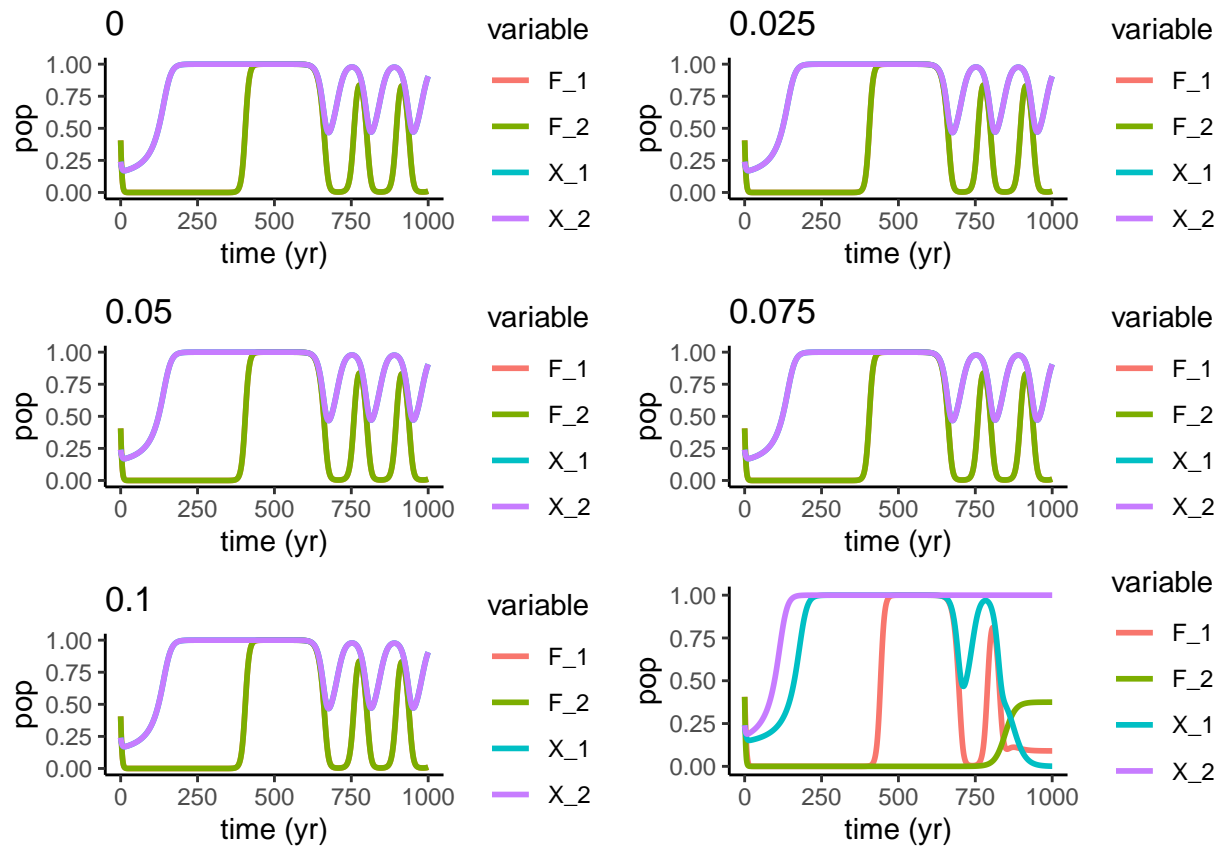 0
variable
pop
1.00
0.75
0.50
0.25
0.00
F_1
F_2
X_1
X_2
0 250 500 750 1000
time (yr)
0.025
variable
pop
1.00
0.75
0.50
0.25
0.00
F_1
F_2
X_1
X_2
0 250 500 750 1000
time (yr)
0.05
variable
pop
1.00
0.75
0.50
0.25
0.00
F_1
F_2
X_1
X_2
0 250 500 750 1000
time (yr)
0.075
variable
pop
1.00
0.75
0.50
0.25
0.00
F_1
F_2
X_1
X_2
0 250 500 750 1000
time (yr)
0.1
variable
pop
1.00
0.75
0.50
0.25
0.00
F_1
F_2
X_1
X_2
0 250 500 750 1000
time (yr)
variable
pop
1.00
0.75
0.50
0.25
0.00
F_1
F_2
X_1
X_2
0 250 500 750 1000
time (yr)